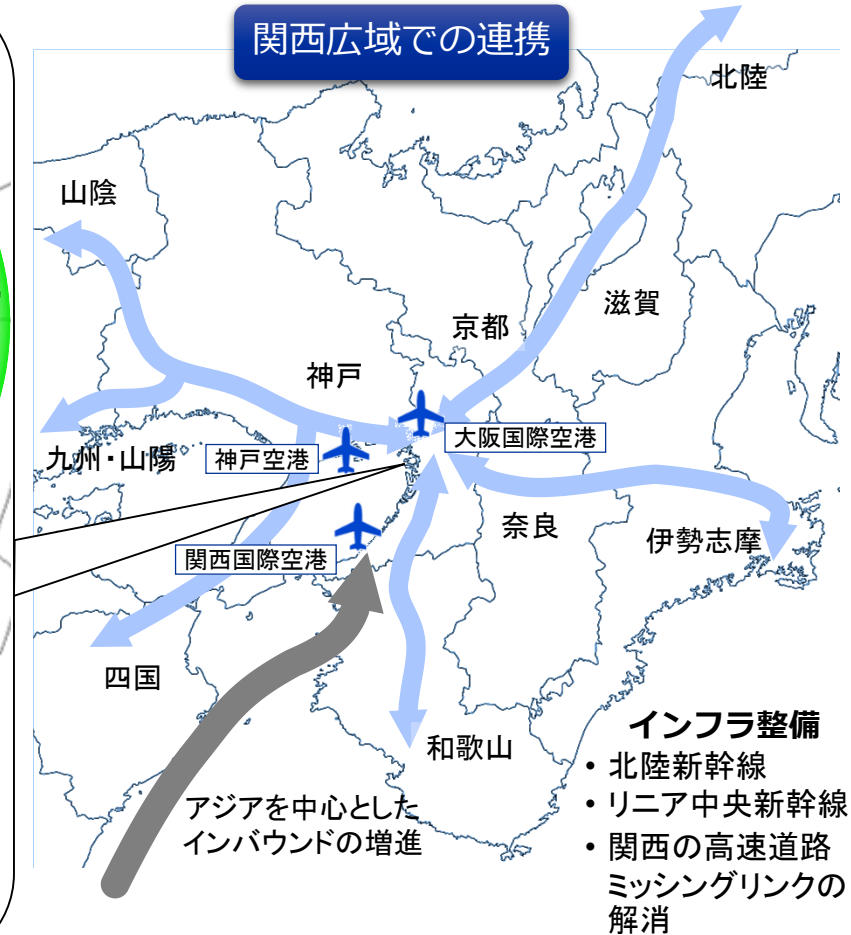 関西広域での連携
北陸
山陰
滋賀
京都
神戸
大阪国際空港
九州・山陽
神戸空港
奈良
伊勢志摩
関西国際空港
四国
和歌山
アジアを中心とした
インバウンドの増進
インフラ整備
・北陸新幹線
・リニア中央新幹線
・関西の高速道路
ミッシングリンクの
解消